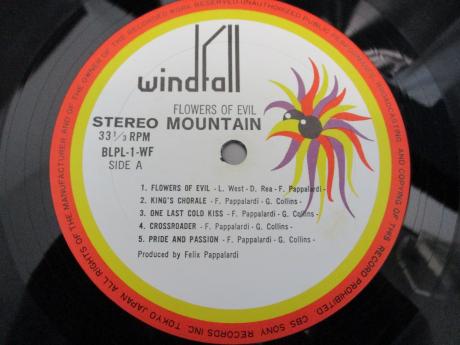 windfall
FLOWERS OF EVIL
STEREO MOUNTAIN
33 1/3 RPM
BLPL-1-WF
SIDE A
1. FLOWERS OF EVIL - L. West - D. Rea - F. Pappalardi -
2. KING'S CHORALE - F. Pappalardi - G. Collins -
3. ONE LAST COLD KISS - F. Pappalardi - G. Collins -
4. CROSSROADER - F. Pappalardi - G. Collins -
5. PRIDE AND PASSION - F. Pappalardi - G. Collins -
Produced by Felix Pappalardi
ALL RIGHTS OF THE MANUFACTURER AND OF THE OWNER OF THE RECORDED WORK RESERVED UNAUTHORIZED PUBLIC PERFORMANCE BROADCASTING AND COPYING OF THIS RECORD PROHIBITED CBS SONY RECORDS INC. TOKYO JAPAN